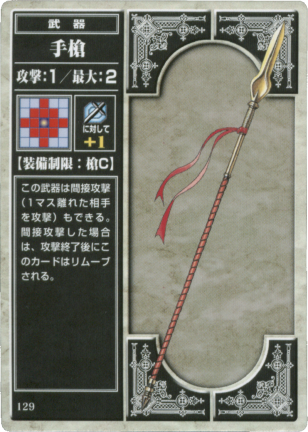 武器
手槍
攻撃:1／最大:2
に対して
+1
【装備制限：槍C】
この武器は間接攻撃
（1マス離れた相手
を攻撃）もできる。
間接攻撃した場合
は、攻撃終了後にこ
のカードはリムーブ
される。
129